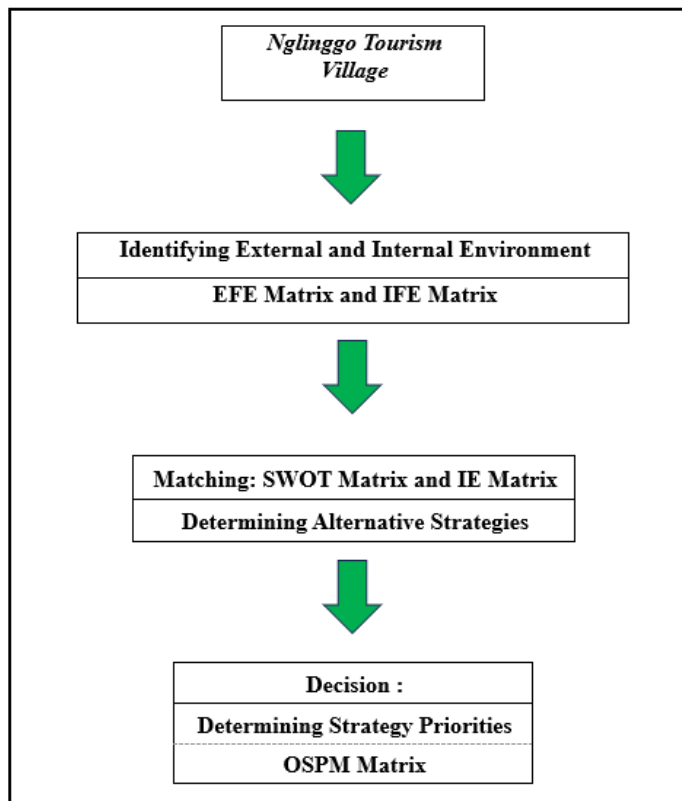 Nglinggo Tourism
Village
Identifying External and Internal Environment
EFE Matrix and IFE Matrix
Matching: SWOT Matrix and IE Matrix
Determining Alternative Strategies
Decision :
Determining Strategy Priorities
OSPM Matrix